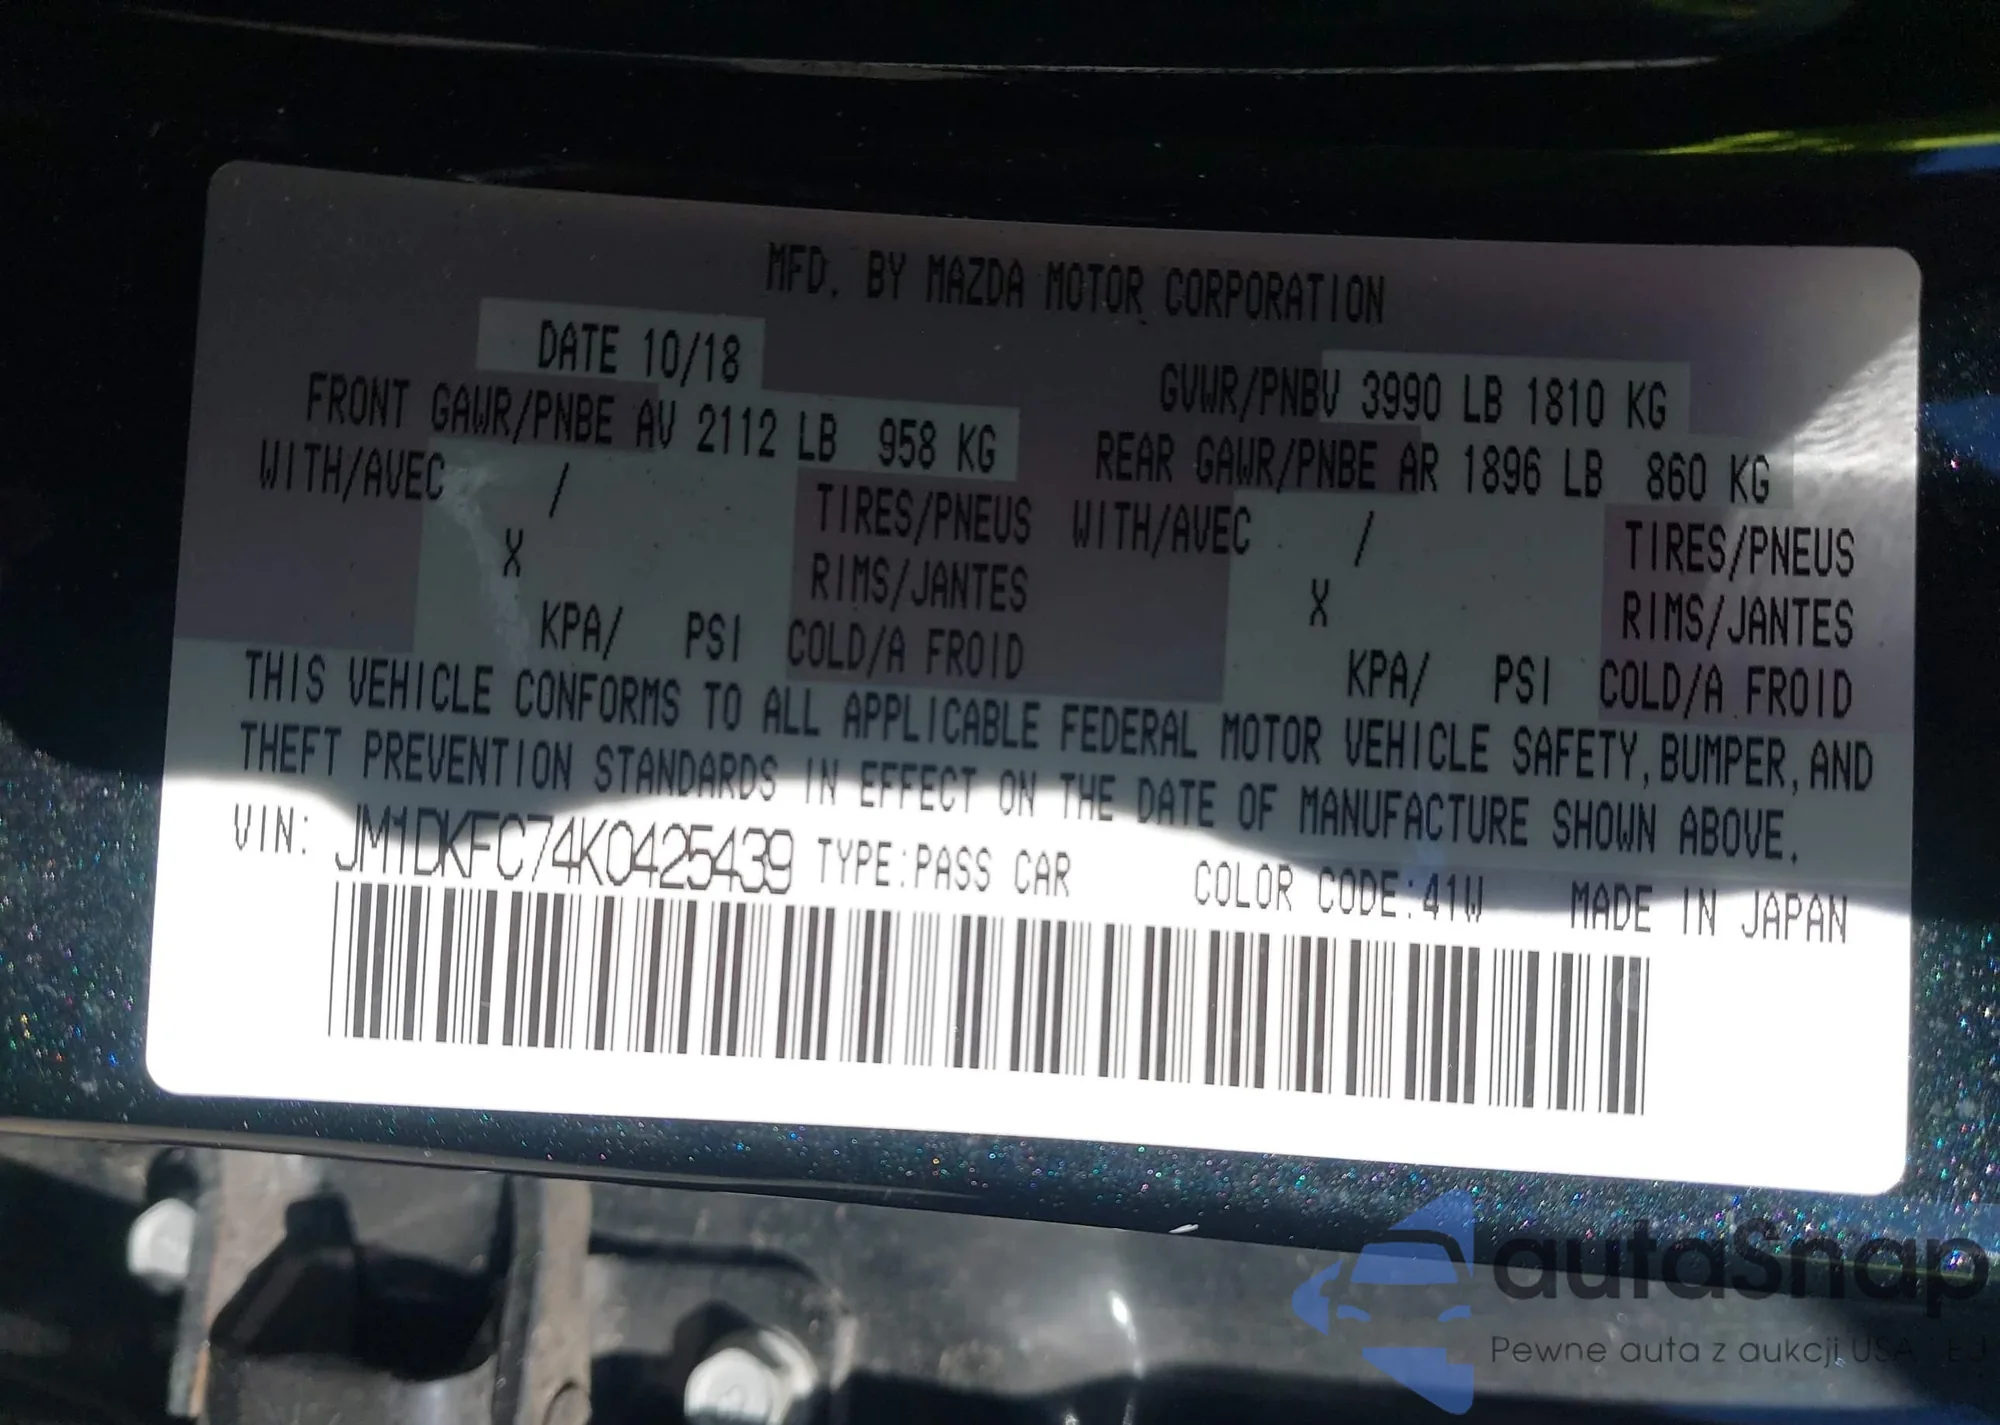 MFD. BY MAZDA MOTOR CORPORATION
DATE 10/18 GVWR/PNBV 3990 LB 1810 KG
FRONT GAWR/PNBE AV 2112 LB 958 KG REAR GAWR/PNBE AR 1896 LB 860 KG
WITH/AVEC / TIRES/PNEUS WITH/AVEC / TIRES/PNEUS
X RIMS/JANTES X RIMS/JANTES
KPA/ PSI COLD/A FROID KPA/ PSI COLD/A FROID
THIS VEHICLE CONFORMS TO ALL APPLICABLE FEDERAL MOTOR VEHICLE SAFETY, BUMPER, AND
THEFT PREVENTION STANDARDS IN EFFECT ON THE DATE OF MANUFACTURE SHOWN ABOVE.
VIN: JM1DKFC74K0425439 TYPE:PASS CAR COLOR CODE:41W MADE IN JAPAN
autaSnap
Pewne auta z aukcji USA EU